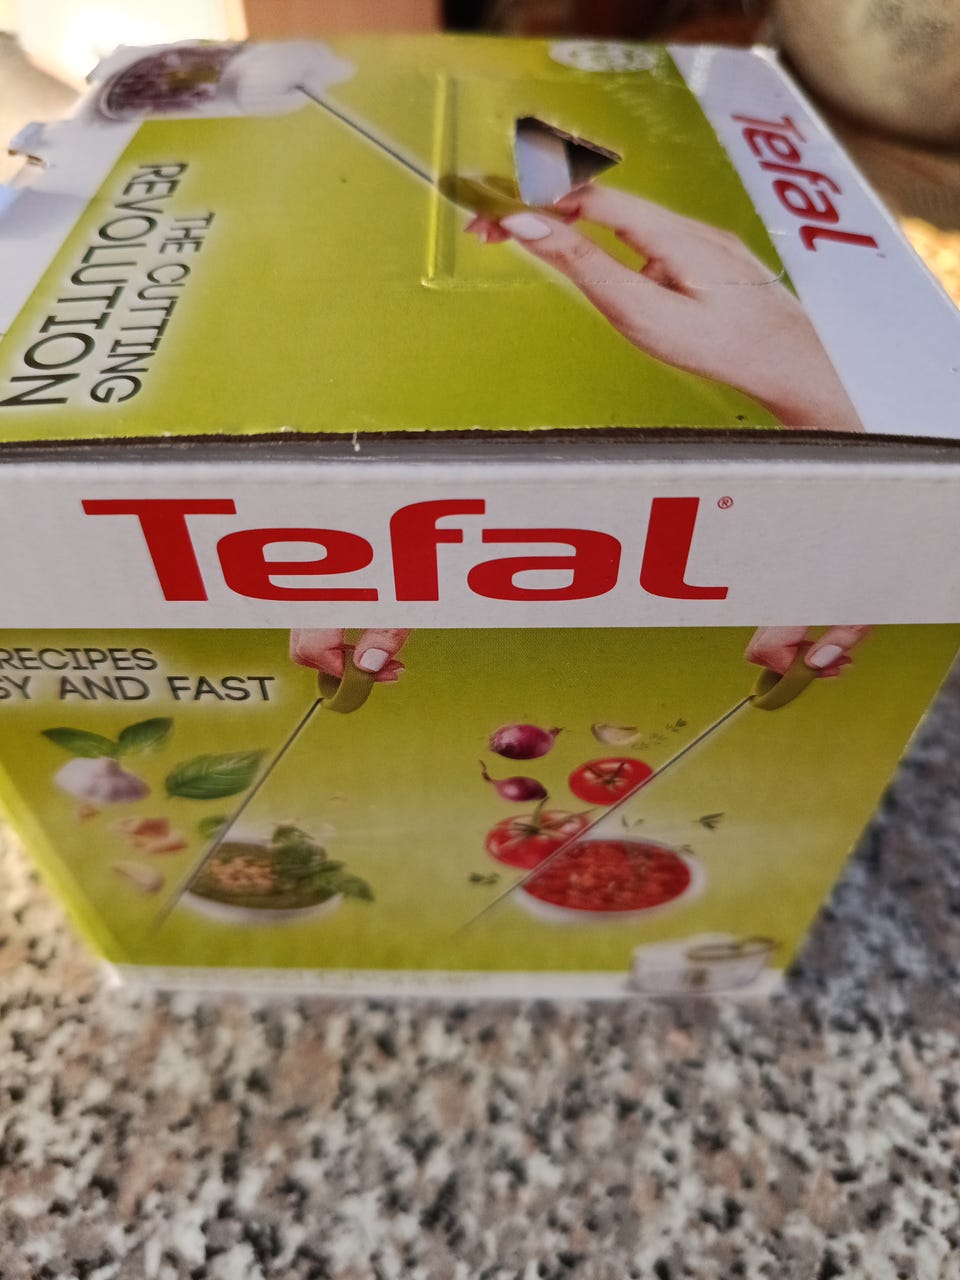 THE CUTTING
REVOLUTION
Tefal
Tefal®
RECIPES
SY AND FAST